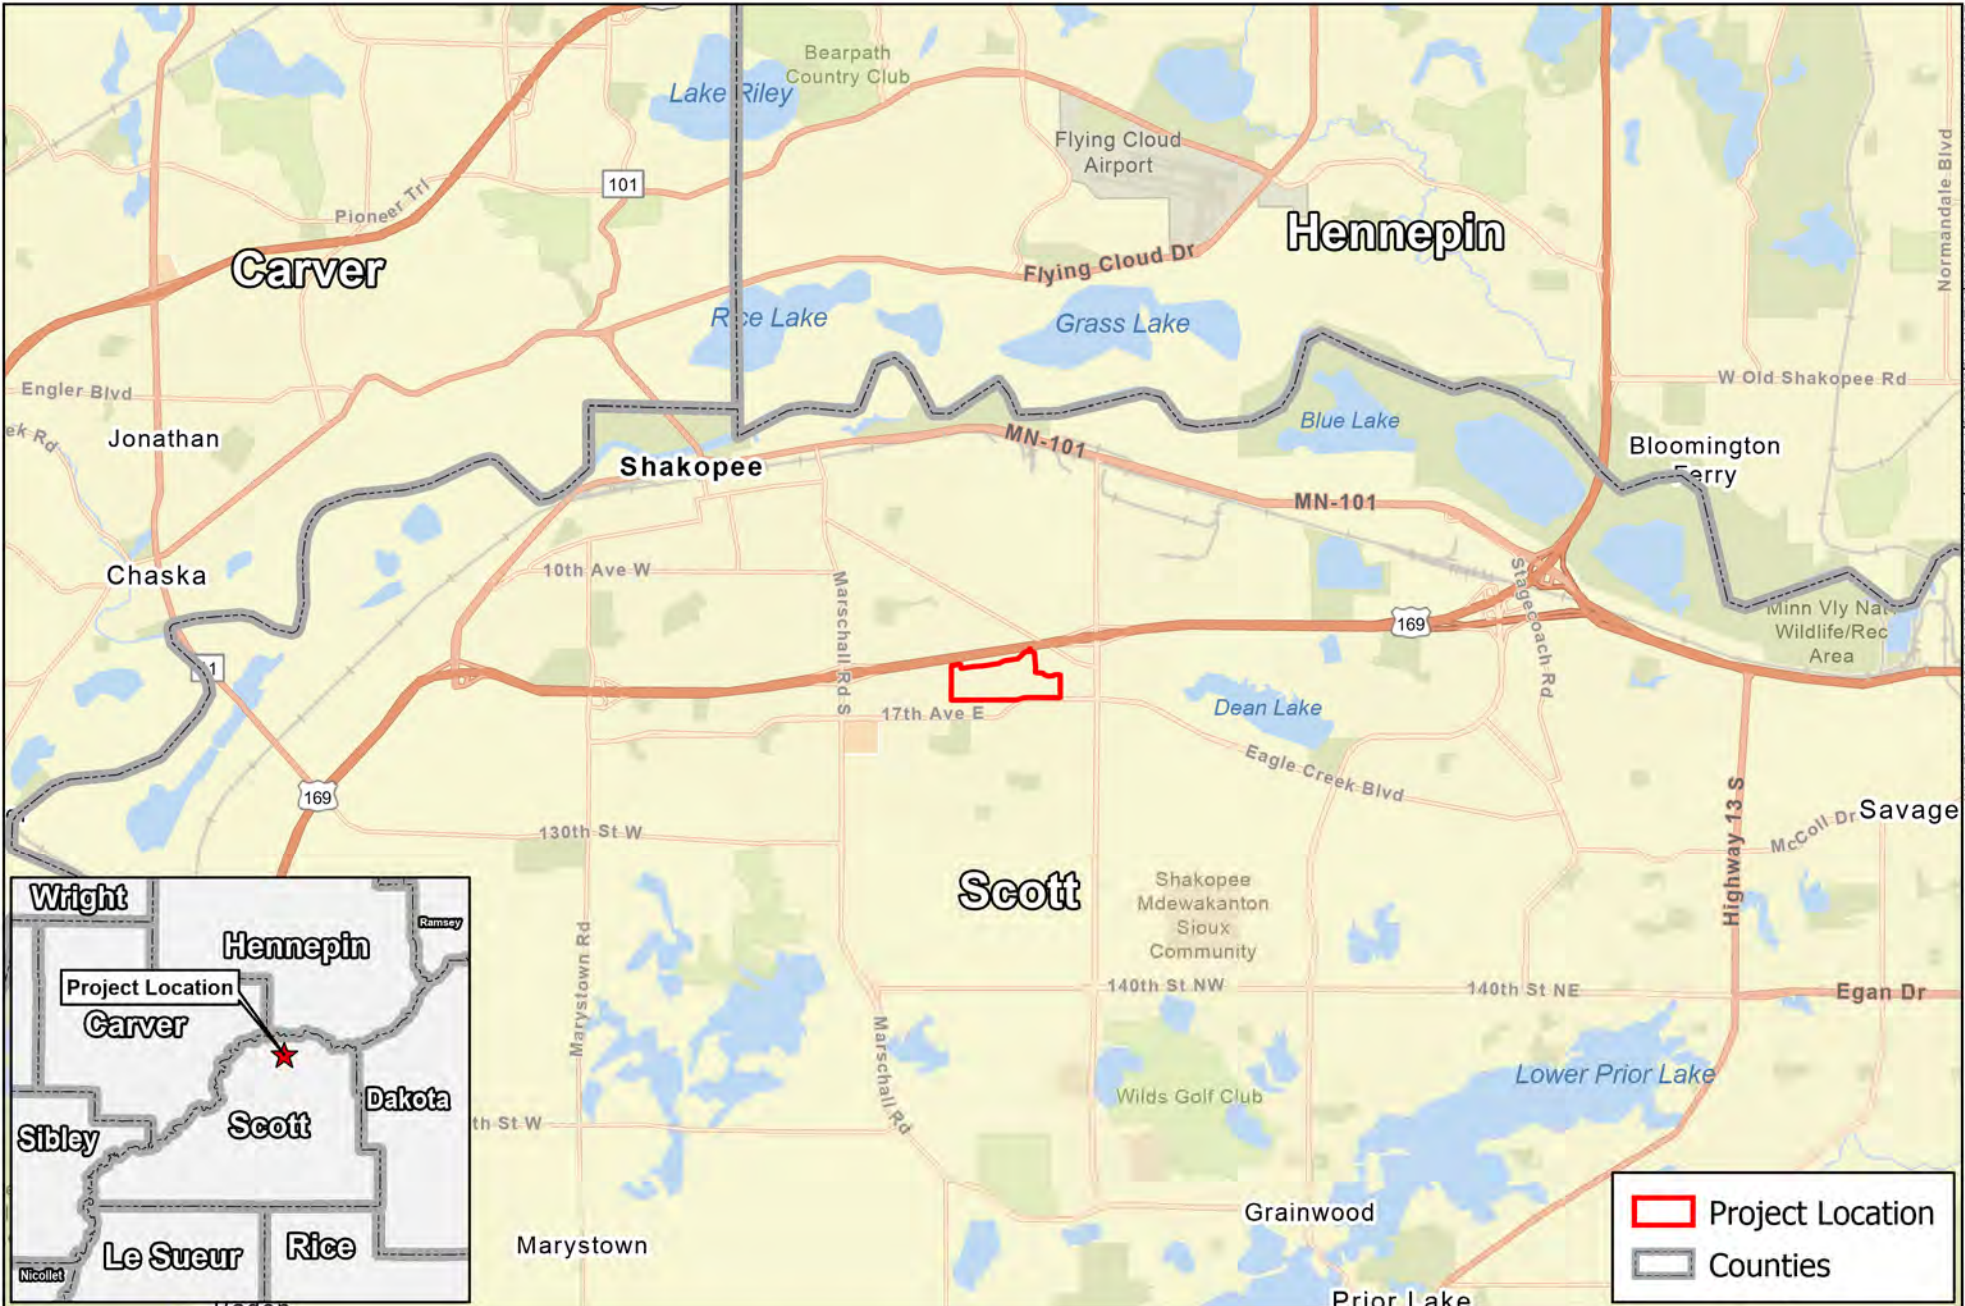 Bearpath
Country Club
Lake Riley
Flying Cloud
Airport
Normandale Blvd
101
Pioneer Trl
Hennepin
Carver
Flying Cloud Dr
Rice Lake
Grass Lake
W Old Shakopee Rd
Engler Blvd
Blue Lake
Jonathan
MN-101
Bloomington
Ferry
Shakopee
MN-101
10th Ave W
Chaska
Marschall Rd S
Stagecoach Rd
169
Minn Vly Nat
Wildlife/Rec
Area
1
17th Ave E
Dean Lake
Eagle Creek Blvd
169
Highway 13 S
Savage
McColl Dr
130th St W
Scott
Shakopee
Mdewakanton
Sioux
Community
Marystown Rd
140th St NW
140th St NE
Egan Dr
Marschall Rd
Lower Prior Lake
Wilds Golf Club
th St W
Grainwood
Marystown
Prior Lake
Wright
Ramsey
Hennepin
Project Location
Carver
Dakota
Scott
Sibley
Le Sueur
Rice
Nicollet
Project Location
Counties